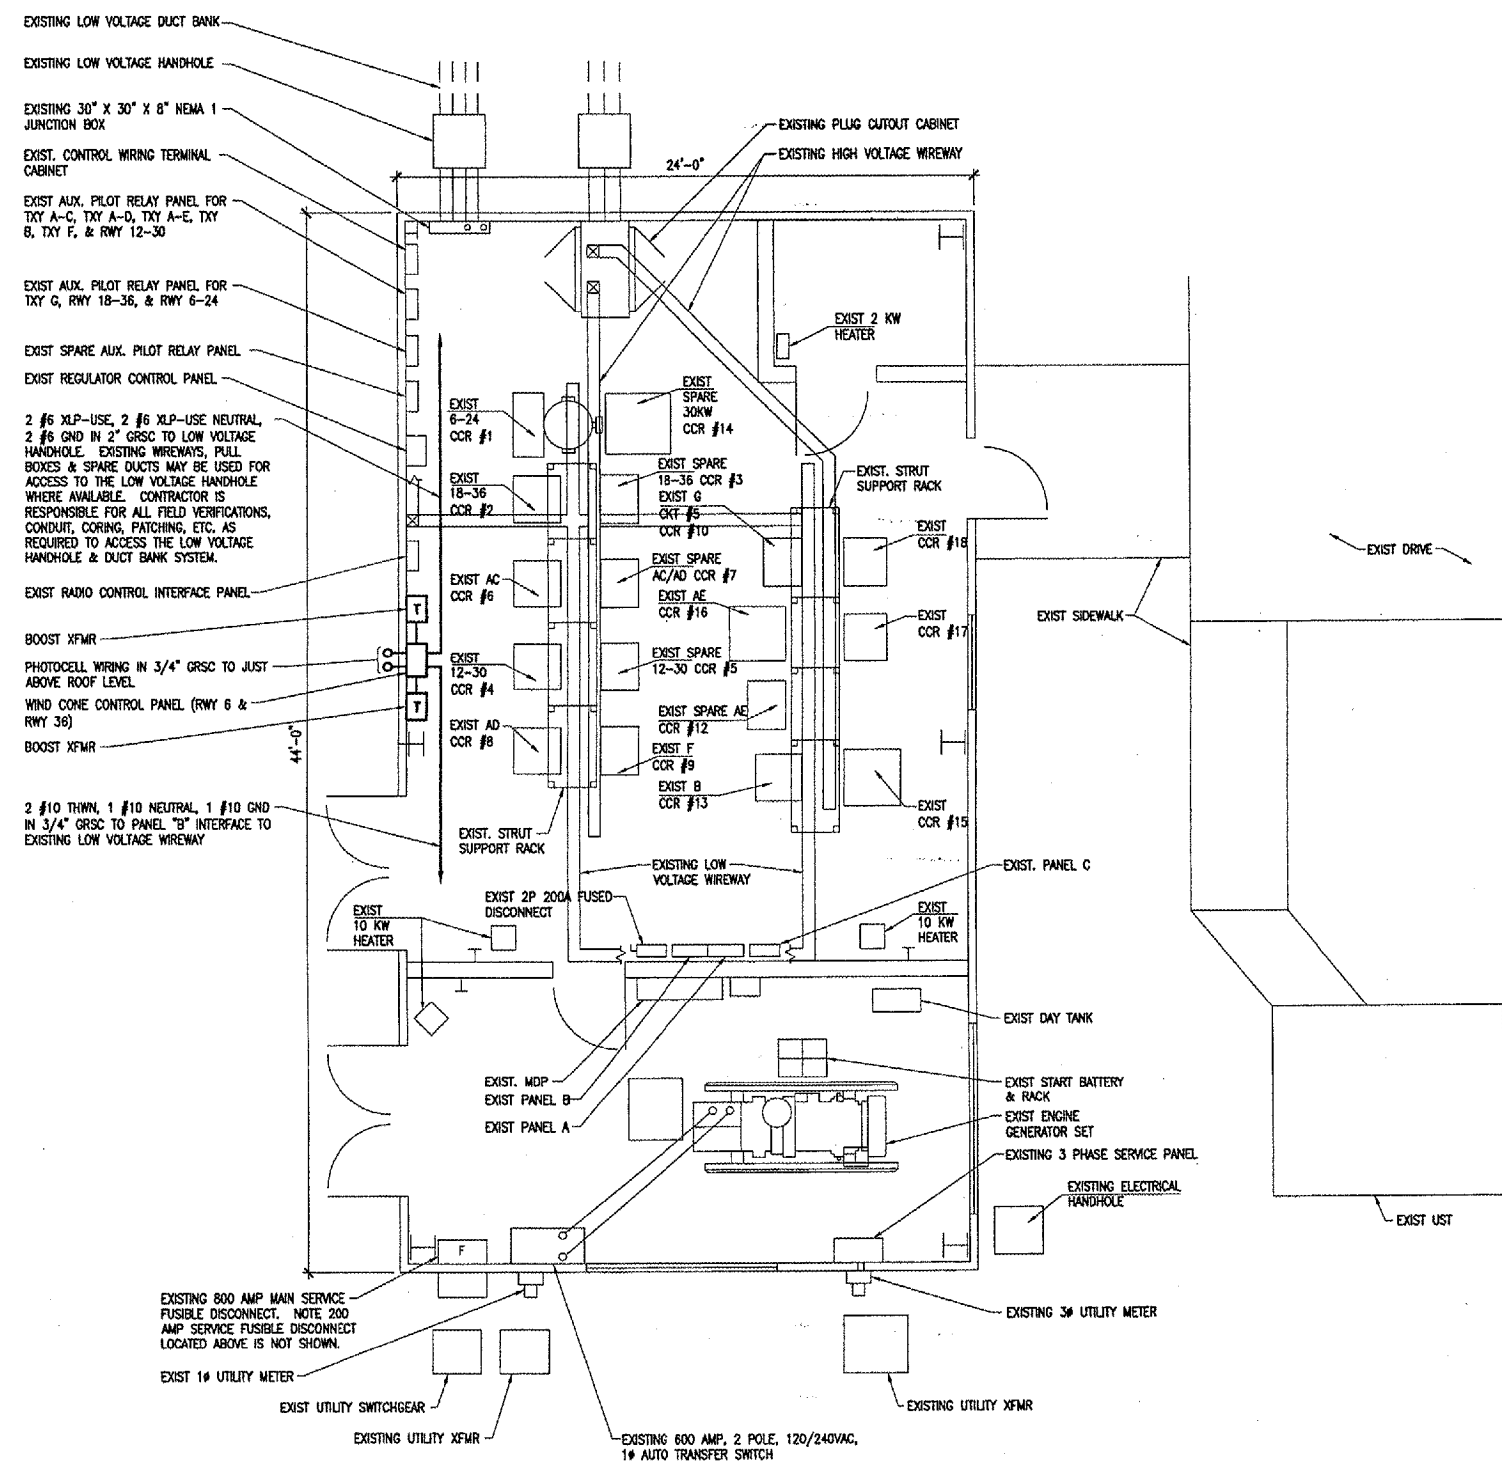 EXISTING LOW VOLTAGE DUCT BANK
EXISTING LOW VOLTAGE HANDHOLE
EXISTING 30" X 30" X 8" NEMA 1
JUNCTION BOX
EXIST. CONTROL WIRING TERMINAL
CABINET
EXIST AUX. PILOT RELAY PANEL FOR
TXY A-C, TXY A-D, TXY A-E, TXY
B, TXY F, & RWY 12-30
EXIST AUX. PILOT RELAY PANEL FOR
TXY G, RWY 18-36, & RWY 6-24
EXIST SPARE AUX. PILOT RELAY PANEL
EXIST REGULATOR CONTROL PANEL
2 #6 XLP-USE, 2 #6 XLP-USE NEUTRAL,
2 #6 GND IN 2" GRSC TO LOW VOLTAGE
HANDHOLE. EXISTING WIREWAYS, PULL
BOXES & SPARE DUCTS MAY BE USED FOR
ACCESS TO THE LOW VOLTAGE HANDHOLE
WHERE AVAILABLE. CONTRACTOR IS
RESPONSIBLE FOR ALL FIELD VERIFICATIONS,
CONDUIT, CORING, PATCHING, ETC. AS
REQUIRED TO ACCESS THE LOW VOLTAGE
HANDHOLE & DUCT BANK SYSTEM.
EXIST RADIO CONTROL INTERFACE PANEL
BOOST XFMR
PHOTOCELL WIRING IN 3/4" GRSC TO JUST
ABOVE ROOF LEVEL
WIND CONE CONTROL PANEL (RWY 6 &
RWY 36)
BOOST XFMR
2 #10 THWN, 1 #10 NEUTRAL, 1 #10 GND
IN 3/4" GRSC TO PANEL "B" INTERFACE TO
EXISTING LOW VOLTAGE WIREWAY
T
T
44'-0"
24'-0"
EXISTING PLUG CUTOUT CABINET
EXISTING HIGH VOLTAGE WIREWAY
EXIST 2 KW
HEATER
EXIST
6-24
CCR #1
EXIST
SPARE
30KW
CCR #14
EXIST
18-36
CCR #2
EXIST SPARE
18-36 CCR #3
EXIST G
CKT #5
CCR #10
EXIST. STRUT
SUPPORT RACK
EXIST
CCR #18
EXIST AC
CCR #6
EXIST SPARE
AC/AD CCR #7
EXIST AE
CCR #16
EXIST
CCR #17
EXIST
12-30
CCR #4
EXIST SPARE
12-30 CCR #5
EXIST SPARE AE
CCR #12
EXIST AD
CCR #8
EXIST F
CCR #9
EXIST B
CCR #13
EXIST
CCR #15
EXIST. STRUT
SUPPORT RACK
EXISTING LOW
VOLTAGE WIREWAY
EXIST. PANEL C
EXIST 2P 200A FUSED
DISCONNECT
EXIST
10 KW
HEATER
EXIST
10 KW
HEATER
EXIST DRIVE
EXIST SIDEWALK
EXIST DAY TANK
EXIST. MDP
EXIST PANEL B
EXIST PANEL A
EXIST START BATTERY
& RACK
EXIST ENGINE
GENERATOR SET
EXISTING 3 PHASE SERVICE PANEL
EXISTING ELECTRICAL
HANDHOLE
EXIST UST
F
EXISTING 800 AMP MAIN SERVICE
FUSIBLE DISCONNECT. NOTE 200
AMP SERVICE FUSIBLE DISCONNECT
LOCATED ABOVE IS NOT SHOWN.
EXISTING 3ø UTILITY METER
EXIST 1ø UTILITY METER
EXIST UTILITY SWITCHGEAR
EXISTING UTILITY XFMR
EXISTING UTILITY XFMR
EXISTING 600 AMP, 2 POLE, 120/240VAC,
1ø AUTO TRANSFER SWITCH